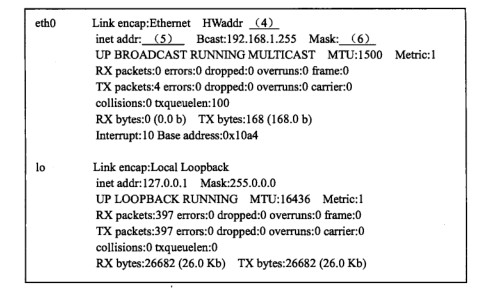 eth0 Link encap:Ethernet HWaddr (4)
inet addr: (5) Bcast:192.168.1.255 Mask: (6)
UP BROADCAST RUNNING MULTICAST MTU:1500 Metric:1
RX packets:0 errors:0 dropped:0 overruns:0 frame:0
TX packets:4 errors:0 dropped:0 overruns:0 carrier:0
collisions:0 txqueuelen:100
RX bytes:0 (0.0 b) TX bytes:168 (168.0 b)
Interrupt:10 Base address:0x10a4
lo Link encap:Local Loopback
inet addr:127.0.0.1 Mask:255.0.0.0
UP LOOPBACK RUNNING MTU:16436 Metric:1
RX packets:397 errors:0 dropped:0 overruns:0 frame:0
TX packets:397 errors:0 dropped:0 overruns:0 carrier:0
collisions:0 txqueuelen:0
RX bytes:26682 (26.0 Kb) TX bytes:26682 (26.0 Kb)